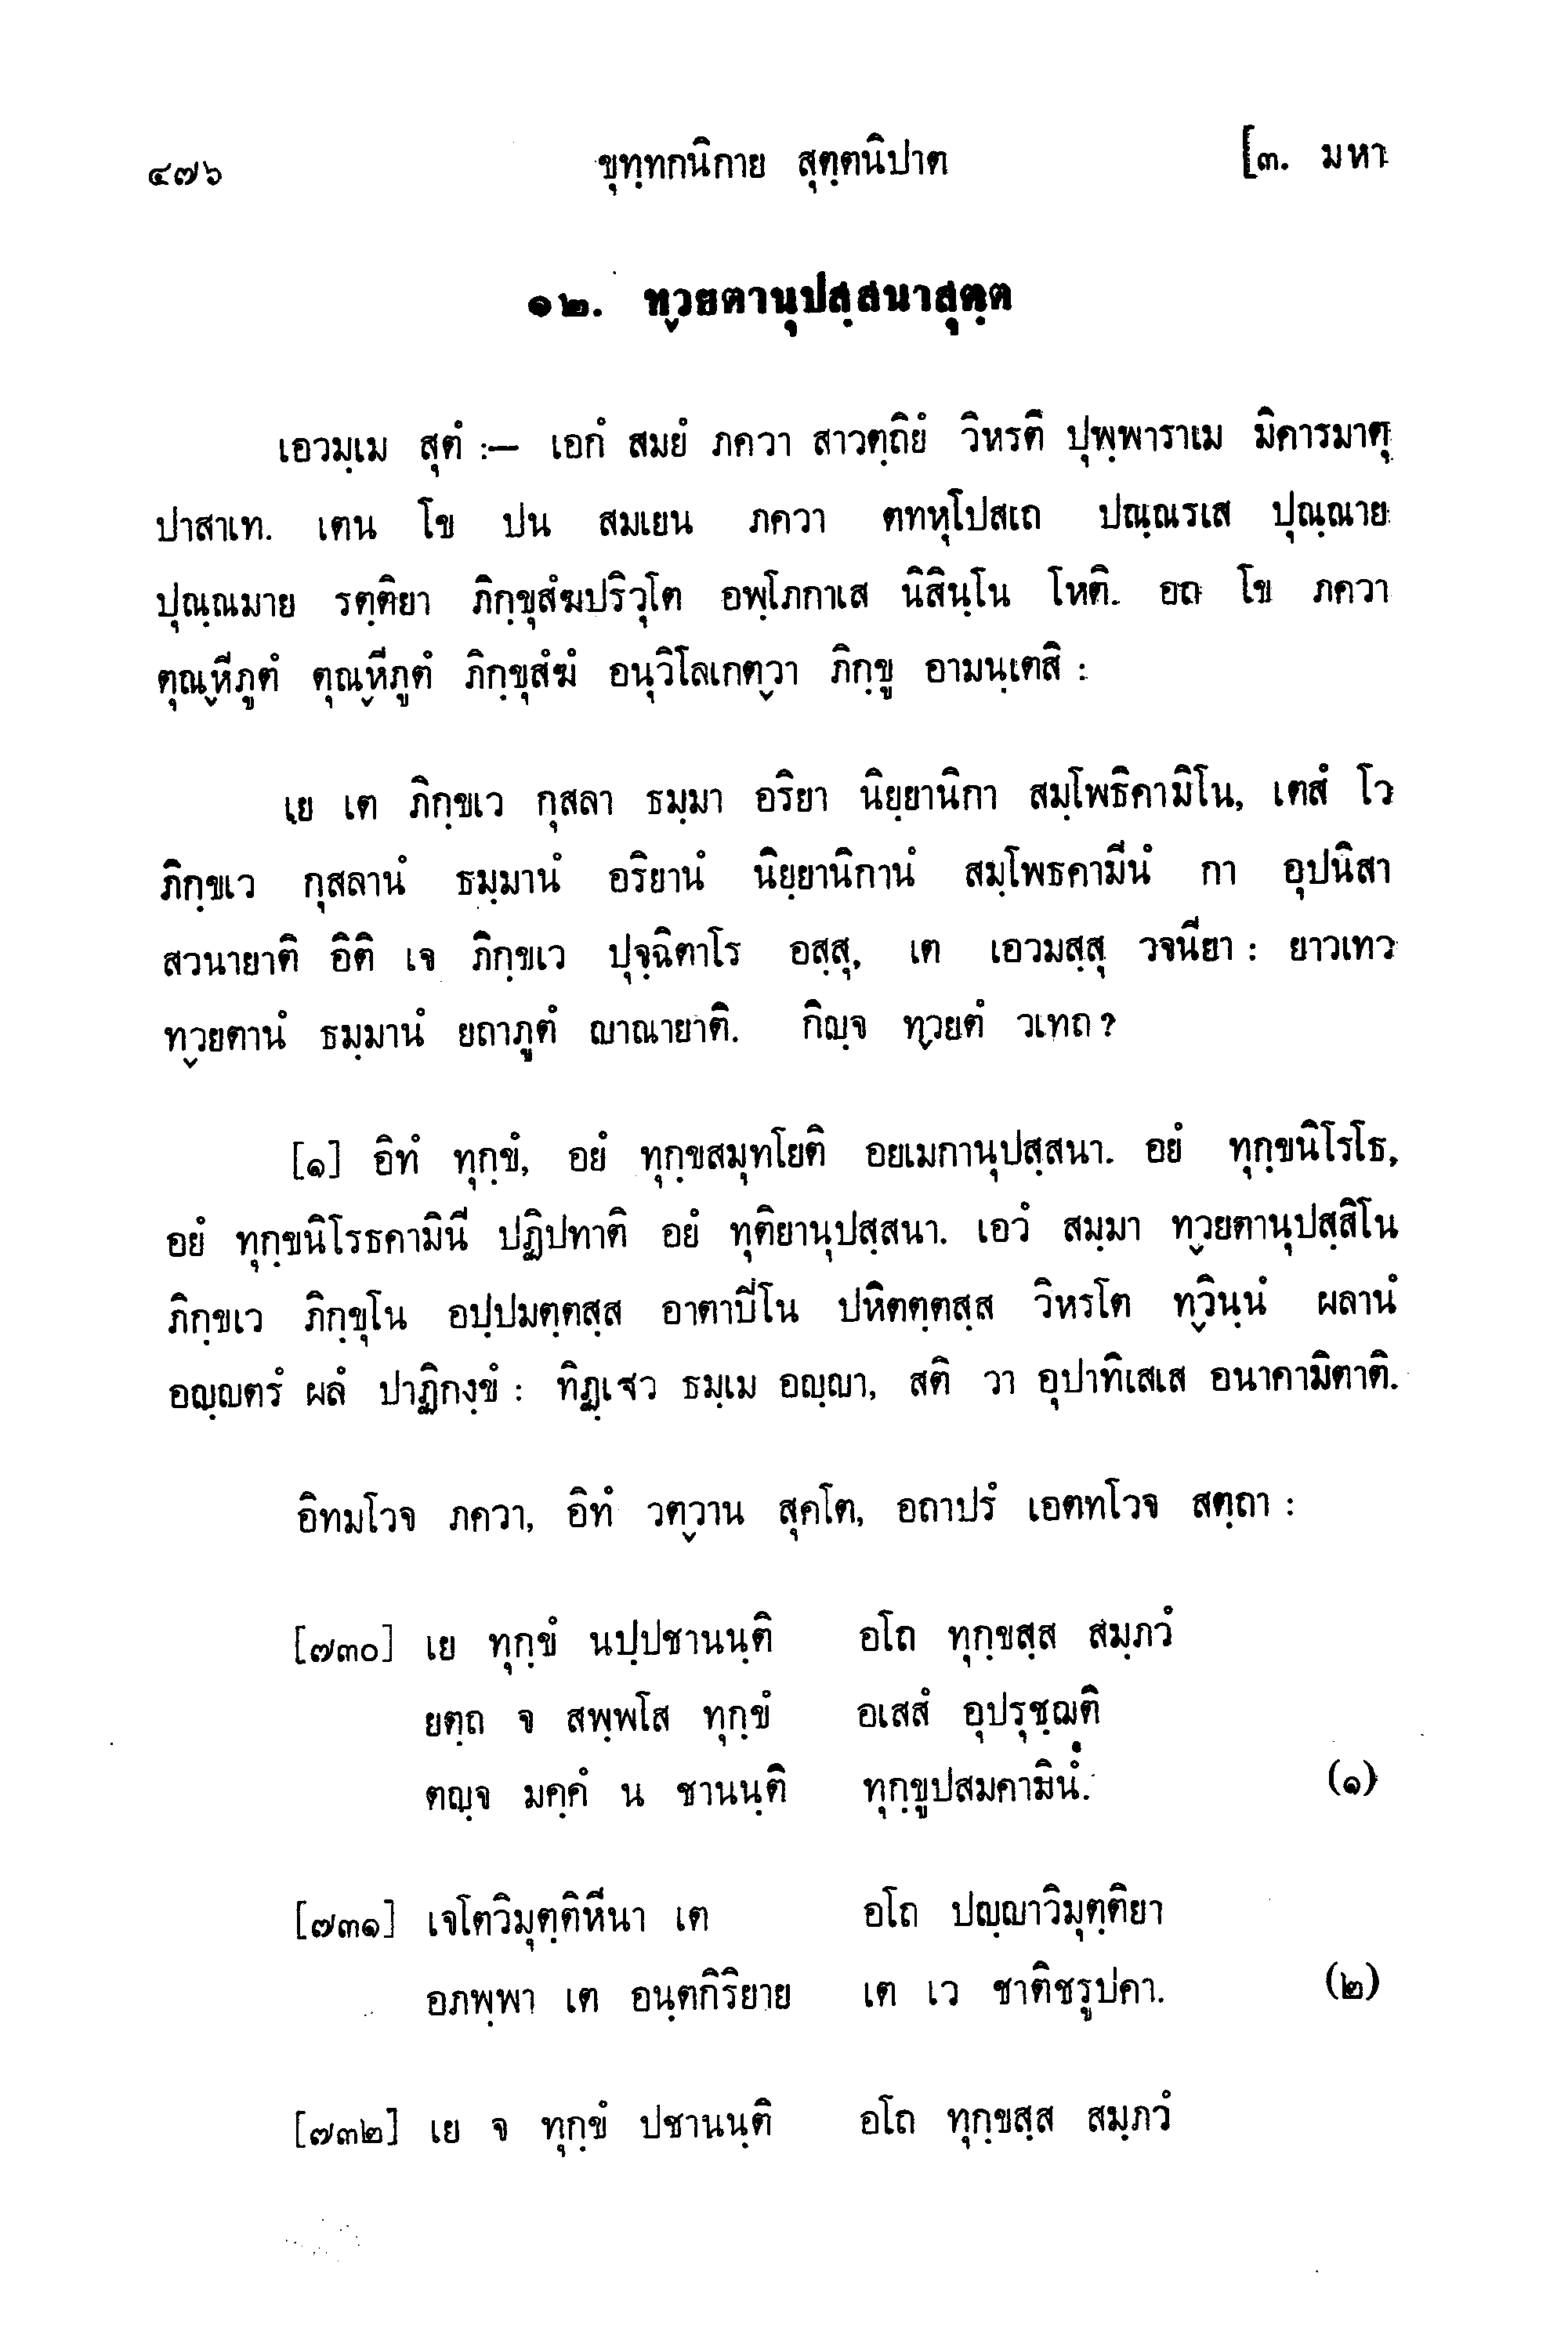 ๔๗๖ ขุทฺทกนิกาย สุตฺตนิปาต [๓. มหา
๑๒. ทฺวยตานุปสฺสนาสุตฺต
เอวมฺเม สุตํ :— เอกํ สมยํ ภควา สาวตฺถิยํ วิหรติ ปุพฺพาราเม มิคารมาตุ
ปาสาเท. เตน โข ปน สมเยน ภควา ตทหุโปสเถ ปณฺณรเส ปุณฺณาย
ปุณฺณมาย รตฺติยา ภิกฺขุสํฆปริวุโต อพฺโภกาเส นิสินฺโน โหติ. อถ โข ภควา
ตุณฺหีภูตํ ตุณฺหีภูตํ ภิกฺขุสํฆํ อนุวิโลเกตฺวา ภิกฺขู อามนฺเตสิ :
เย เต ภิกฺขเว กุสลา ธมฺมา อริยา นิยฺยานิกา สมฺโพธิคามิโน, เตสํ โว
ภิกฺขเว กุสลานํ ธมฺมานํ อริยานํ นิยฺยานิกานํ สมฺโพธคามีนํ กา อุปนิสา
สวนายาติ อิติ เจ ภิกฺขเว ปุจฺฉิตาโร อสฺสุ, เต เอวมสฺสุ วจนียา : ยาวเทว
ทฺวยตานํ ธมฺมานํ ยถาภูตํ ญาณายาติ. กิญฺจ ทฺวยตํ วเทถ ?
[๑] อิทํ ทุกฺขํ, อยํ ทุกฺขสมุทโยติ อยเมกานุปสฺสนา. อยํ ทุกฺขนิโรโธ,
อยํ ทุกฺขนิโรธคามินี ปฏิปทาติ อยํ ทุติยานุปสฺสนา. เอวํ สมฺมา ทฺวยตานุปสฺสิโน
ภิกฺขเว ภิกฺขุโน อปฺปมตฺตสฺส อาตาปิโน ปหิตตฺตสฺส วิหรโต ทฺวินฺนํ ผลานํ
อญฺญตรํ ผลํ ปาฏิกงฺขํ : ทิฏฺเฐว ธมฺเม อญฺญา, สติ วา อุปาทิเสเส อนาคามิตาติ.
อิทมโวจ ภควา, อิทํ วตฺวาน สุคโต, อถาปรํ เอตทโวจ สตฺถา :
[๗๓๐] เย ทุกฺขํ นปฺปชานนฺติ อโถ ทุกฺขสฺส สมฺภวํ
ยตฺถ จ สพฺพโส ทุกฺขํ อเสสํ อุปรุชฺฌติ
ตญฺจ มคฺคํ น ชานนฺติ ทุกฺขูปสมคามินํ. (๑)
[๗๓๑] เจโตวิมุตฺติหีนา เต อโถ ปญฺญาวิมุตฺติยา
อภพฺพา เต อนฺตกิริยาย เต เว ชาติชรูปคา. (๒)
[๗๓๒] เย จ ทุกฺขํ ปชานนฺติ อโถ ทุกฺขสฺส สมฺภวํ